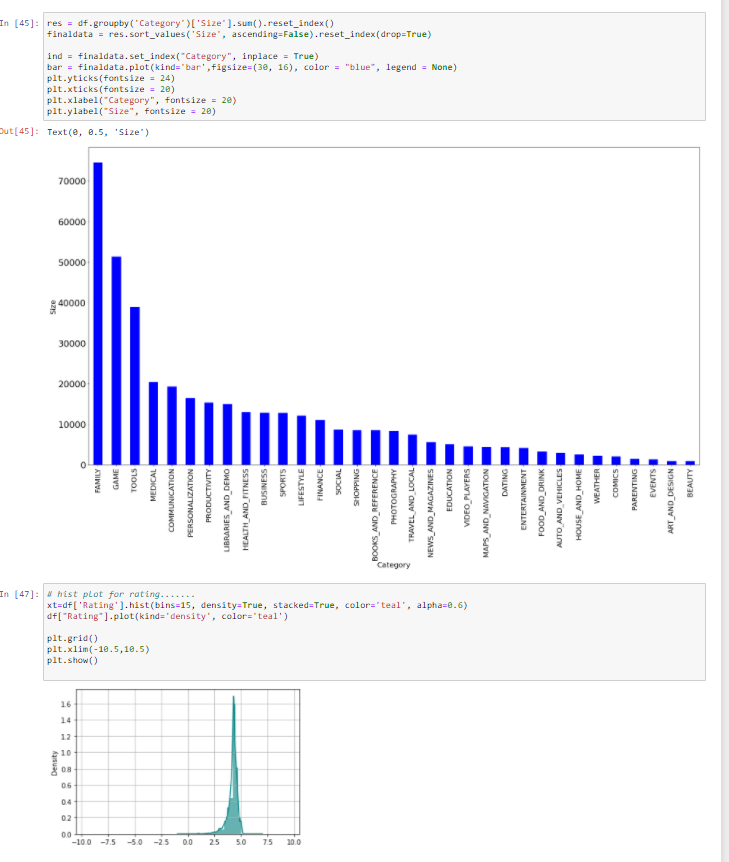 In [45]: res = df.groupby('Category')['Size'].sum().reset_index()
finaldata = res.sort_values('Size', ascending=False).reset_index(drop=True)
ind = finaldata.set_index("Category", inplace = True)
bar = finaldata.plot(kind='bar',figsize=(30, 16), color = "blue", legend = None)
plt.yticks(fontsize = 24)
plt.xticks(fontsize = 20)
plt.xlabel("Category", fontsize = 20)
plt.ylabel("Size", fontsize = 20)
Out[45]: Text(0, 0.5, 'Size')
70000
60000
50000
40000
30000
20000
10000
0
Size
FAMILY
GAME
TOOLS
MEDICAL
COMMUNICATION
PERSONALIZATION
PRODUCTIVITY
LIBRARIES_AND_DEMO
HEALTH_AND_FITNESS
BUSINESS
SPORTS
LIFESTYLE
FINANCE
SOCIAL
SHOPPING
BOOKS_AND_REFERENCE
PHOTOGRAPHY
TRAVEL_AND_LOCAL
NEWS_AND_MAGAZINES
EDUCATION
VIDEO_PLAYERS
MAPS_AND_NAVIGATION
DATING
ENTERTAINMENT
FOOD_AND_DRINK
AUTO_AND_VEHICLES
HOUSE_AND_HOME
WEATHER
COMICS
PARENTING
EVENTS
ART_AND_DESIGN
BEAUTY
Category
In [47]: # hist plot for rating.......
xt=df['Rating'].hist(bins=15, density=True, stacked=True, color='teal', alpha=0.6)
df["Rating"].plot(kind='density', color='teal')
plt.grid()
plt.xlim(-10.5,10.5)
plt.show()
1.6
1.4
1.2
1.0
0.8
0.6
0.4
0.2
0.0
Density
−10.0 −7.5 −5.0 −2.5 0.0 2.5 5.0 7.5 10.0